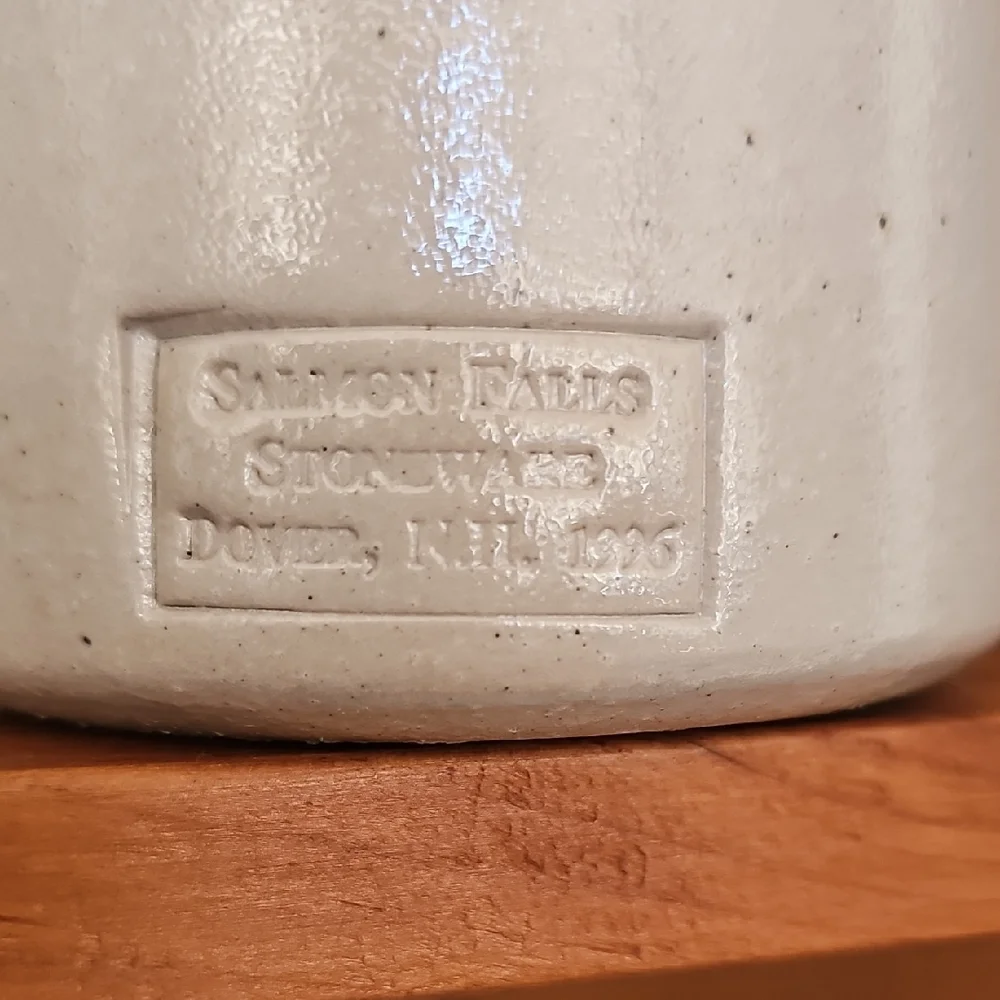 SALMON FALLS
STONEWARE
DOVER, N.H. 1996